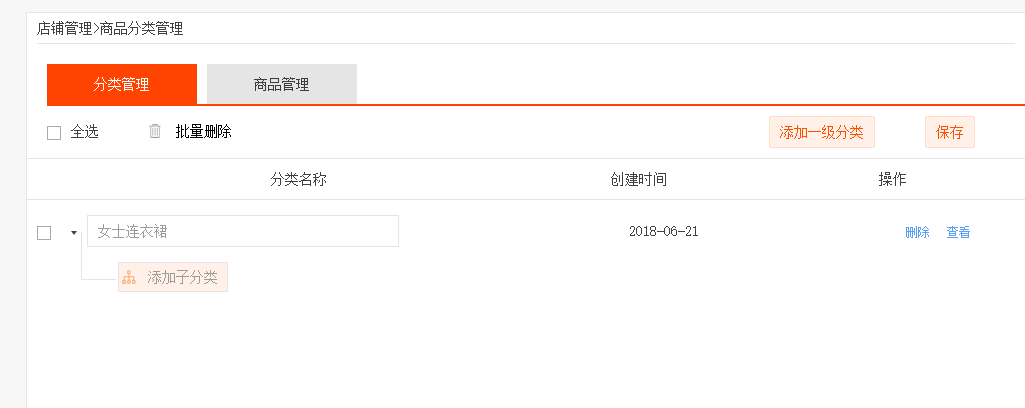 店铺管理>商品分类管理
分类管理 商品管理
全选 批量删除 添加一级分类 保存
分类名称 创建时间 操作
女士连衣裙 2018-06-21 删除 查看
添加子分类